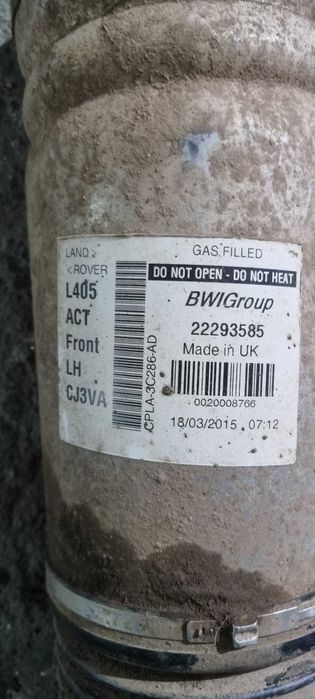 LAND-
ROVER
L405
ACT
Front
LH
CJ3VA
CPLA-3C286-AD
GAS FILLED
DO NOT OPEN - DO NOT HEAT
BWIGroup
22293585
Made in UK
0020008766
18/03/2015 07:12